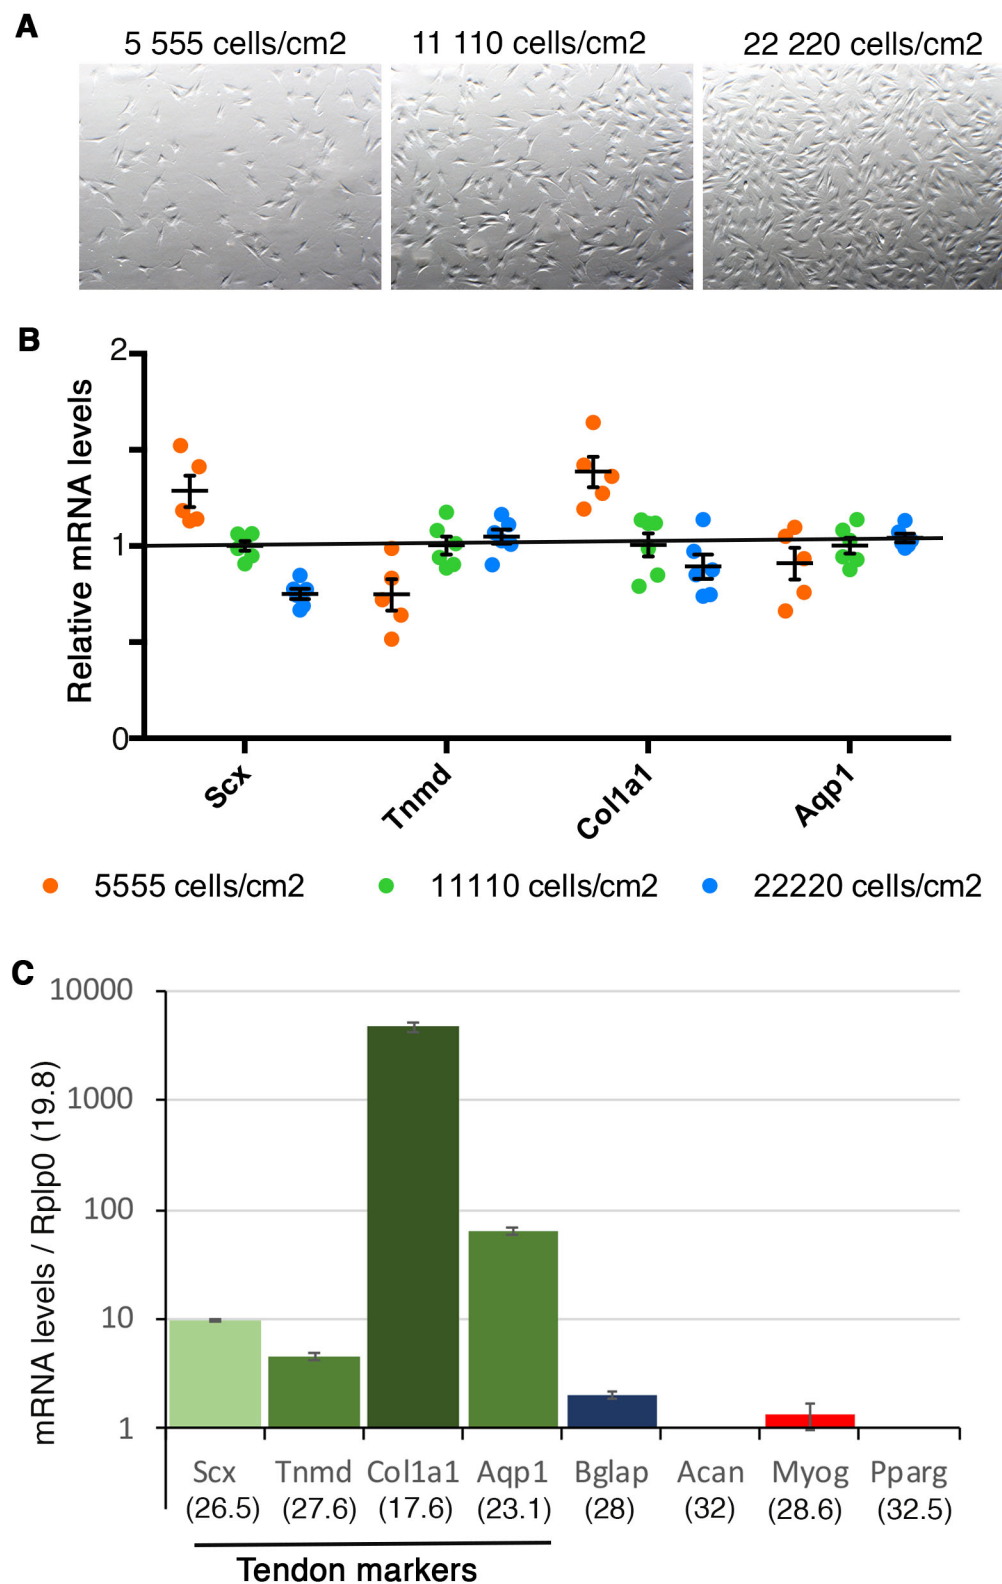 A
5 555 cells/cm2 11 110 cells/cm2 22 220 cells/cm2
B
Relative mRNA levels
2
1
0
Scx Tnmd Col1a1 Aqp1
5555 cells/cm2 11110 cells/cm2 22220 cells/cm2
C
mRNA levels / Rplp0 (19.8)
10000
1000
100
10
1
Scx Tnmd Col1a1 Aqp1 Bglap Acan Myog Pparg
(26.5) (27.6) (17.6) (23.1) (28) (32) (28.6) (32.5)
Tendon markers